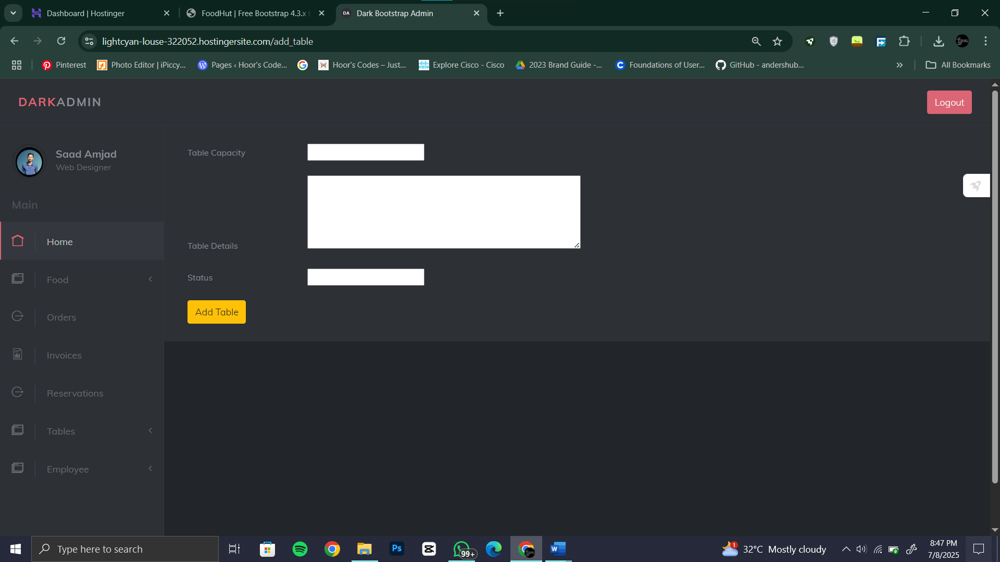 Dashboard | Hostinger
FoodHut | Free Bootstrap 4.3.x
DA Dark Bootstrap Admin
lightcyan-louse-322052.hostingersite.com/add_table
Pinterest
Photo Editor | iPiccy...
Pages ‹ Hoor's Code...
Hoor's Codes – Just...
Explore Cisco - Cisco
2023 Brand Guide -...
Foundations of User...
GitHub - andershub...
All Bookmarks
DARKADMIN
Logout
Saad Amjad
Web Designer
Main
Home
Food
Orders
Invoices
Reservations
Tables
Employee
Table Capacity
Table Details
Status
Add Table
Type here to search
Ps
99+
W
1
32°C Mostly cloudy
8:47 PM
7/8/2025